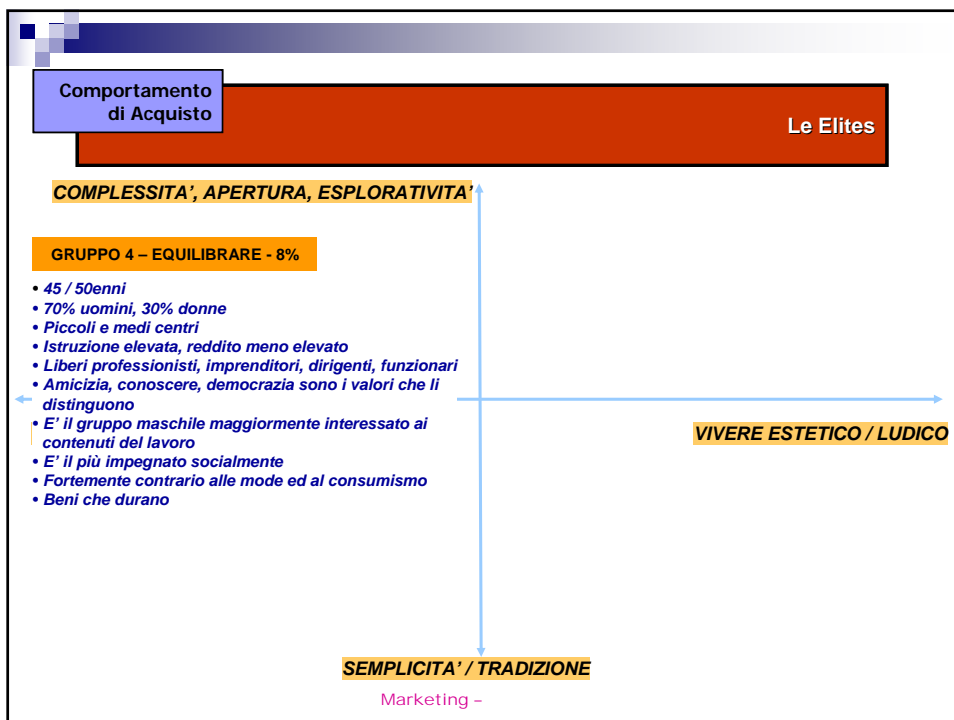 Comportamento
di Acquisto
Le Elites
COMPLESSITA’, APERTURA, ESPLORATIVITA’
GRUPPO 4 – EQUILIBRARE - 8%
• 45 / 50enni
• 70% uomini, 30% donne
• Piccoli e medi centri
• Istruzione elevata, reddito meno elevato
• Liberi professionisti, imprenditori, dirigenti, funzionari
• Amicizia, conoscere, democrazia sono i valori che li
distinguono
• E’ il gruppo maschile maggiormente interessato ai
contenuti del lavoro
• E’ il più impegnato socialmente
• Fortemente contrario alle mode ed al consumismo
• Beni che durano
VIVERE ESTETICO / LUDICO
SEMPLICITA’ / TRADIZIONE
Marketing –